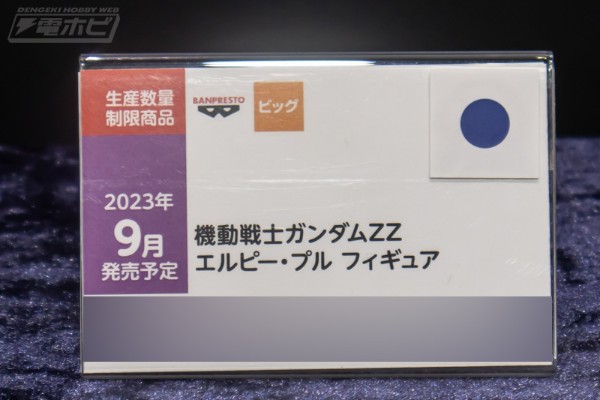 DENGEKI HOBBY WEB
電ホビ
生産数量
制限商品
BANPRESTO
ビッグ
2023年
9月
発売予定
機動戦士ガンダムZZ
エルピー・プル フィギュア